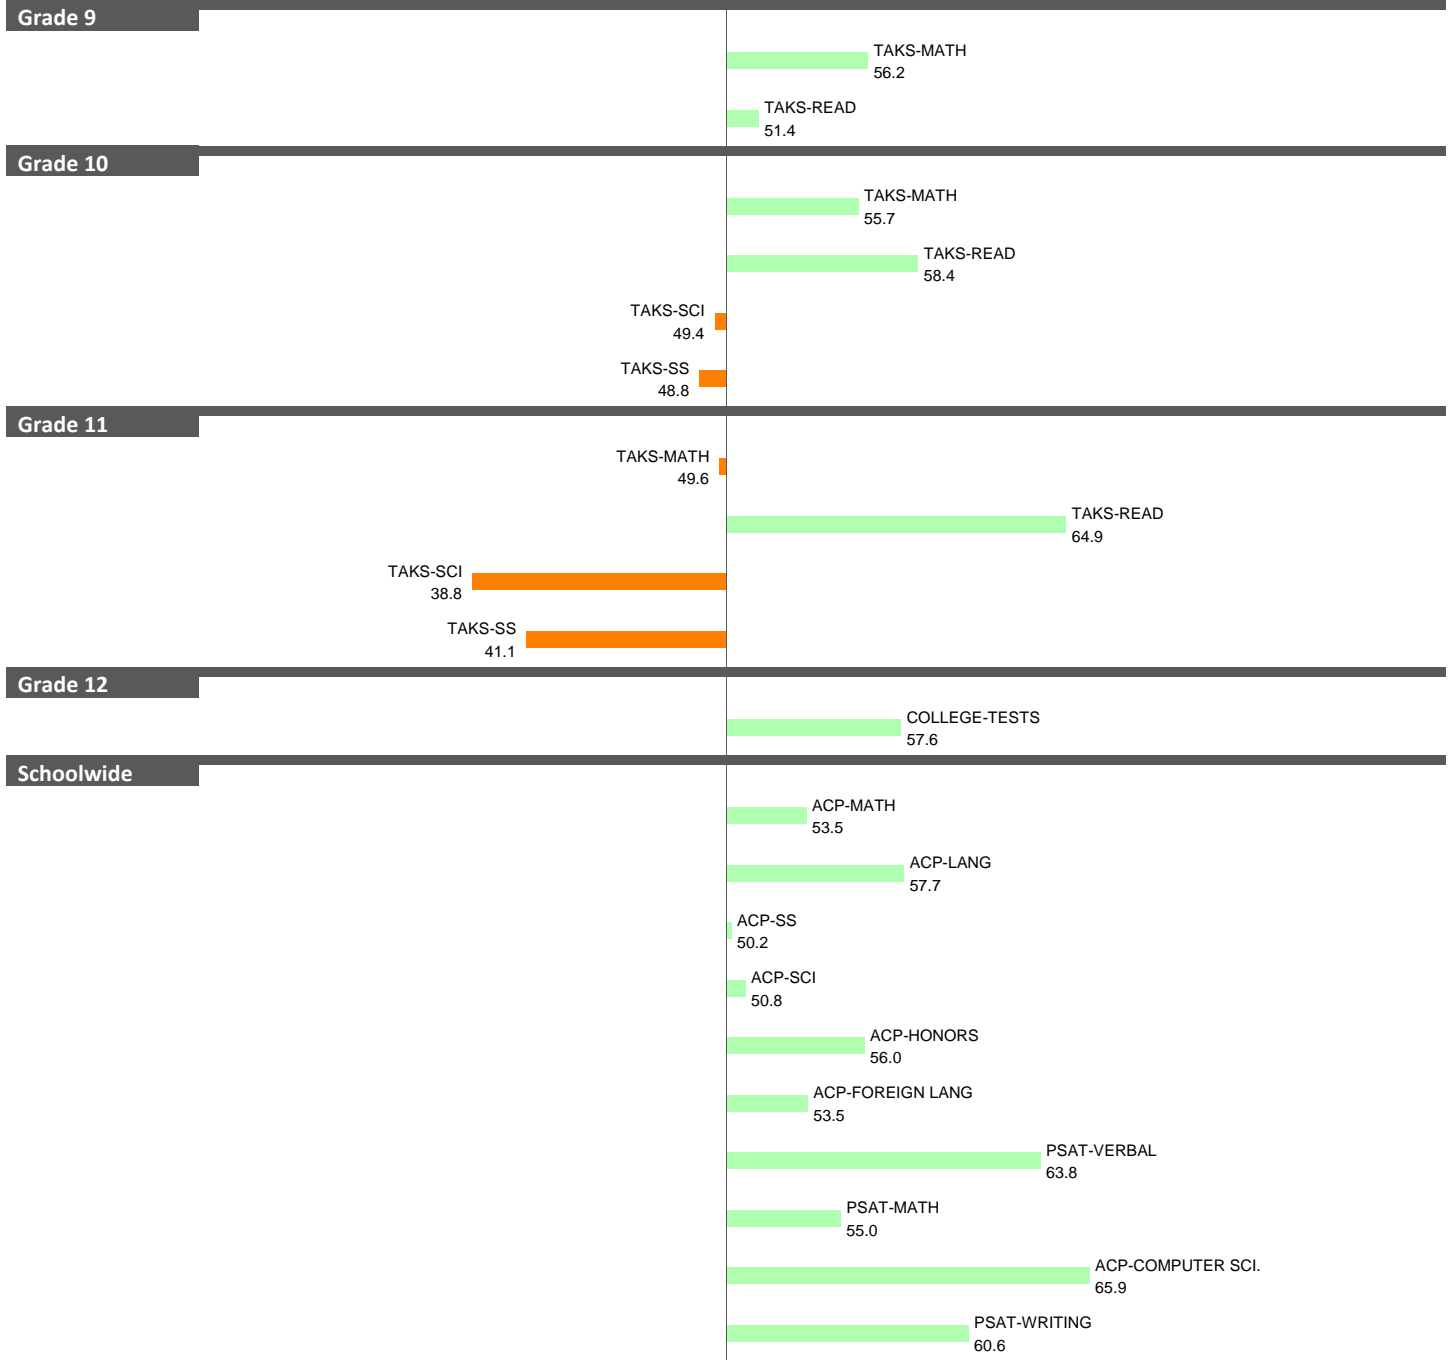 Grade 9
TAKS-MATH
56.2
TAKS-READ
51.4
Grade 10
TAKS-MATH
55.7
TAKS-READ
58.4
TAKS-SCI
49.4
TAKS-SS
48.8
Grade 11
TAKS-MATH
49.6
TAKS-READ
64.9
TAKS-SCI
38.8
TAKS-SS
41.1
Grade 12
COLLEGE-TESTS
57.6
Schoolwide
ACP-MATH
53.5
ACP-LANG
57.7
ACP-SS
50.2
ACP-SCI
50.8
ACP-HONORS
56.0
ACP-FOREIGN LANG
53.5
PSAT-VERBAL
63.8
PSAT-MATH
55.0
ACP-COMPUTER SCI.
65.9
PSAT-WRITING
60.6